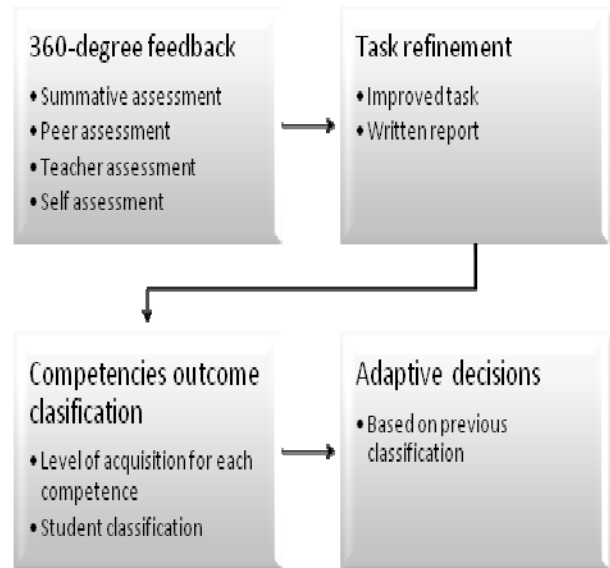 360-degree feedback
• Summative assessment
• Peer assessment
• Teacher assessment
• Self assessment
Task refinement
• Improved task
• Written report
Competencies outcome
clasification
• Level of acquisition for each
competence
• Student classification
Adaptive decisions
• Based on previous
classification